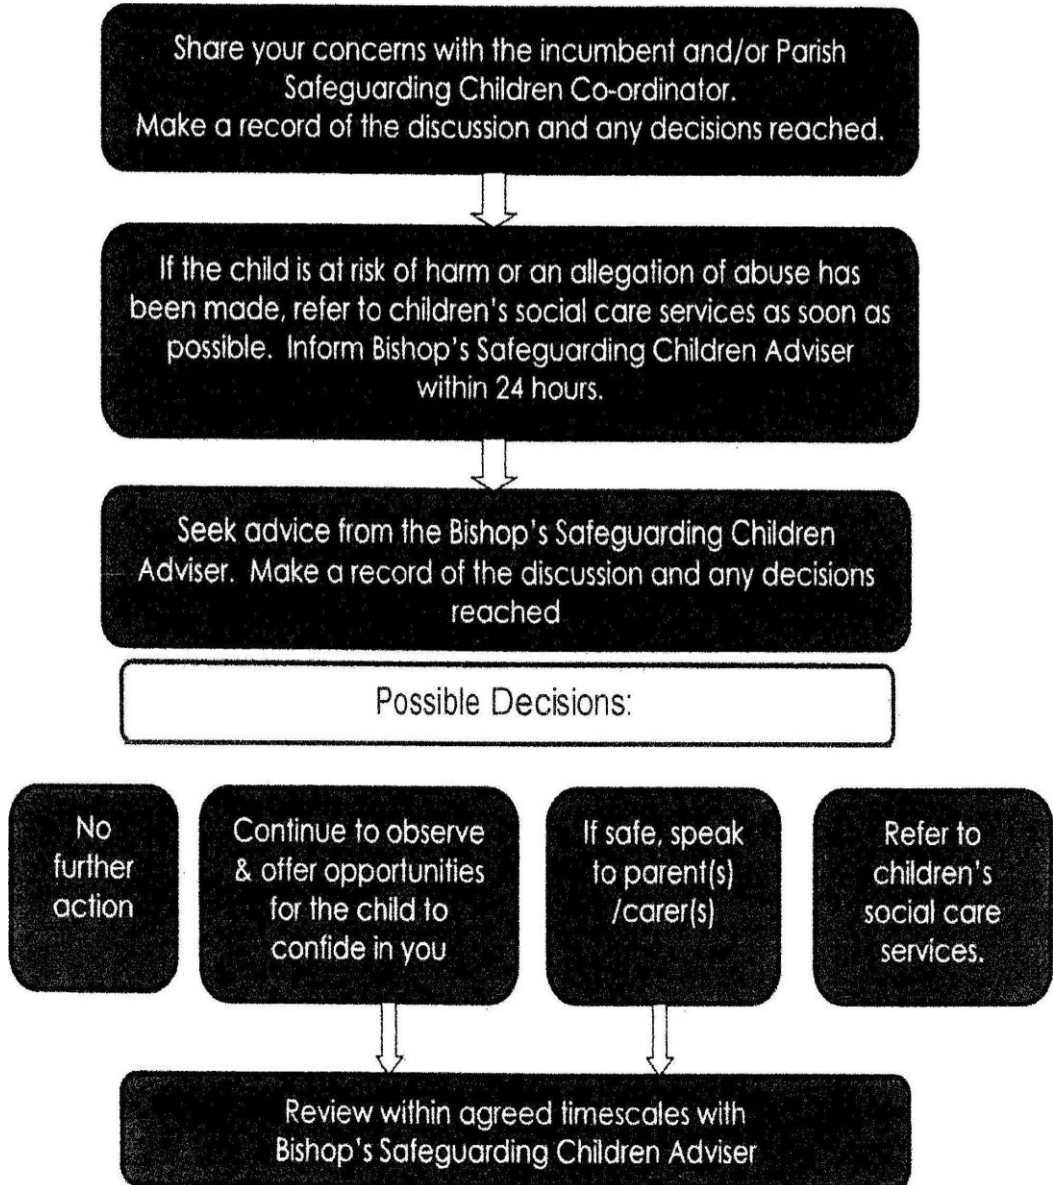 Share your concerns with the incumbent and/or Parish
Safeguarding Children Co-ordinator.
Make a record of the discussion and any decisions reached.
If the child is at risk of harm or an allegation of abuse has
been made, refer to children's social care services as soon as
possible. Inform Bishop's Safeguarding Children Adviser
within 24 hours.
Seek advice from the Bishop's Safeguarding Children
Adviser. Make a record of the discussion and any decisions
reached
Possible Decisions:
No
further
action
Continue to observe
& offer opportunities
for the child to
confide in you
If safe, speak
to parent(s)
/carer(s)
Refer to
children's
social care
services.
Review within agreed timescales with
Bishop's Safeguarding Children Adviser